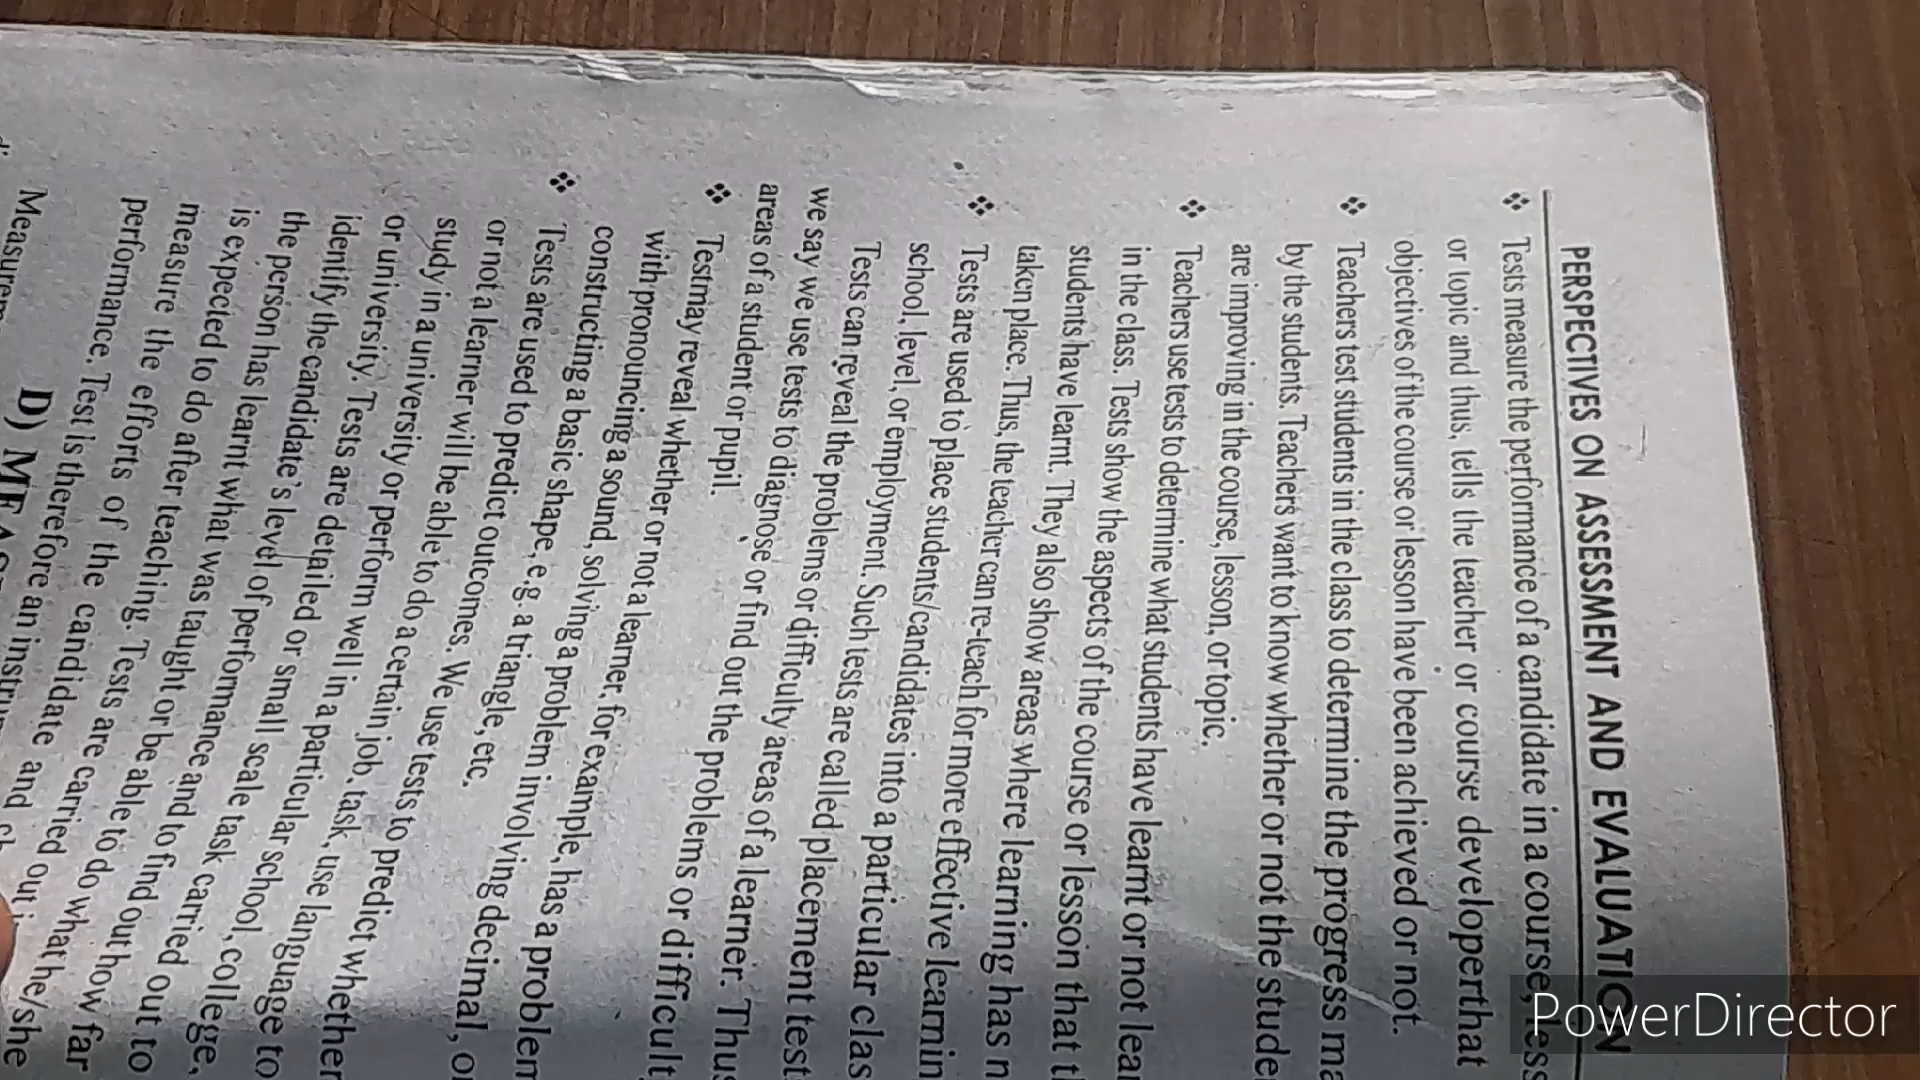 PERSPECTIVES ON ASSESSMENT AND EVALUATION
❖ Tests measure the performance of a candidate in a course, less
or topic and thus, tells the teacher or course developer that
objectives of the course or lesson have been achieved or not.
❖ Teachers test students in the class to determine the progress ma
by the students. Teachers want to know whether or not the stude
are improving in the course, lesson, or topic.
❖ Teachers use tests to determine what students have learnt or not lear
in the class. Tests show the aspects of the course or lesson that t
students have learnt. They also show areas where learning has n
taken place. Thus, the teacher can re-teach for more effective learnin
❖ Tests are used to place students/candidates into a particular clas
school, level, or employment. Such tests are called placement test
Tests can reveal the problems or difficulty areas of a learner. Thus
we say we use tests to diagnose or find out the problems or difficult
areas of a student or pupil.
❖ Test may reveal whether or not a learner, for example, has a problem
with pronouncing a sound, solving a problem involving decimal, or
constructing a basic shape, e.g. a triangle, etc.
❖ Tests are used to predict outcomes. We use tests to predict whether
or not a learner will be able to do a certain job, task, use language to
study in a university or perform well in a particular school, college,
or university. Tests are detailed or small scale task carried out to
identify the candidate's level of performance and to find out how far
the person has learnt what was taught or be able to do what he/she
is expected to do after teaching. Tests are carried out
measure the efforts of the candidate and
performance. Test is therefore an
D)